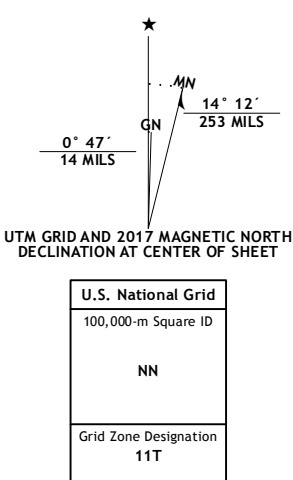 ★
MN
GN
14° 12´
253 MILS
0° 47´
14 MILS
UTM GRID AND 2017 MAGNETIC NORTH
DECLINATION AT CENTER OF SHEET
U.S. National Grid
100,000-m Square ID
NN
Grid Zone Designation
11T